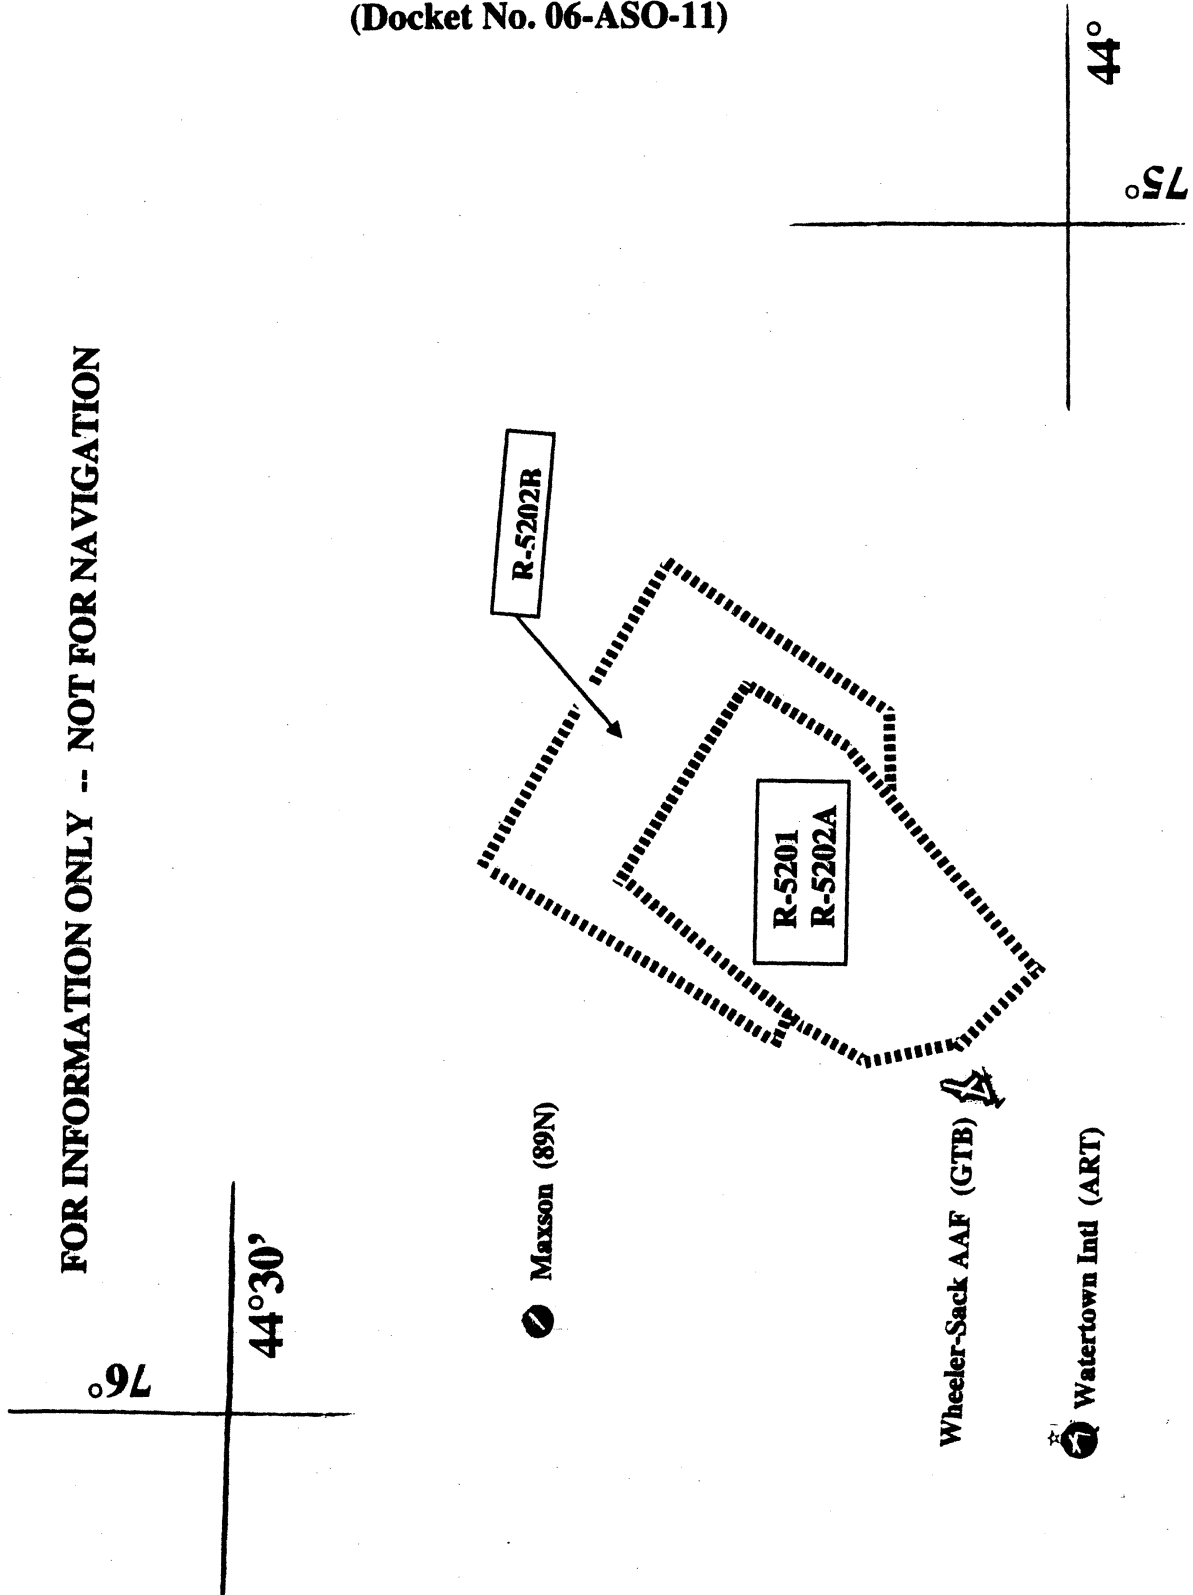 (Docket No. 06-ASO-11)
FOR INFORMATION ONLY -- NOT FOR NAVIGATION
76°
44°30’
R-5202B
Maxson (89N)
R-5201
R-5202A
Wheeler-Sack AAF (GTB)
Watertown Intl (ART)
44°
75°